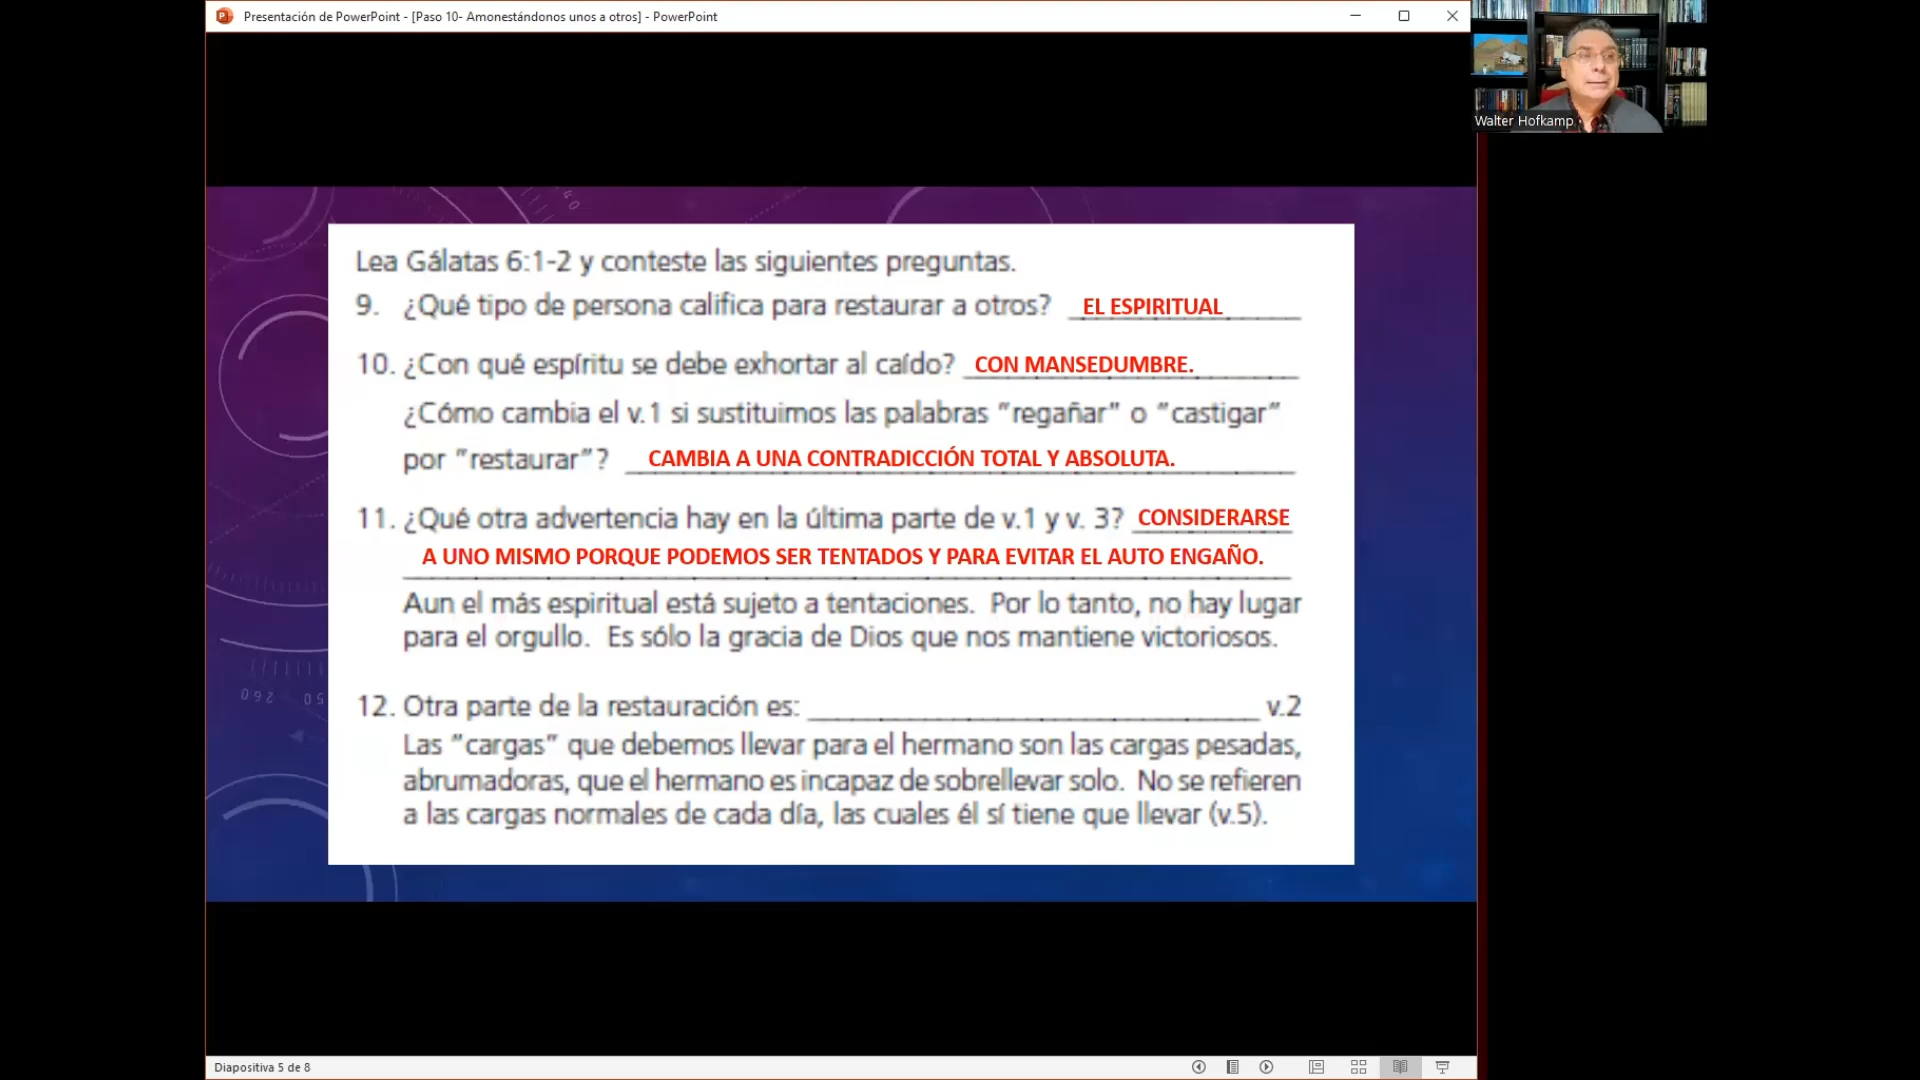 Presentación de PowerPoint - [Paso 10- Amonestándonos unos a otros] - PowerPoint
Walter Hofkamp
Lea Gálatas 6:1-2 y conteste las siguientes preguntas.
9. ¿Qué tipo de persona califica para restaurar a otros? EL ESPIRITUAL
10. ¿Con qué espíritu se debe exhortar al caído? CON MANSEDUMBRE.
¿Cómo cambia el v.1 si sustituimos las palabras "regañar" o "castigar"
por "restaurar"? CAMBIA A UNA CONTRADICCIÓN TOTAL Y ABSOLUTA.
11. ¿Qué otra advertencia hay en la última parte de v.1 y v. 3? CONSIDERARSE
A UNO MISMO PORQUE PODEMOS SER TENTADOS Y PARA EVITAR EL AUTO ENGAÑO.
Aun el más espiritual está sujeto a tentaciones. Por lo tanto, no hay lugar
para el orgullo. Es sólo la gracia de Dios que nos mantiene victoriosos.
12. Otra parte de la restauración es: ______ v.2
Las "cargas" que debemos llevar para el hermano son las cargas pesadas,
abrumadoras, que el hermano es incapaz de sobrellevar solo. No se refieren
a las cargas normales de cada día, las cuales él sí tiene que llevar (v.5).
40
260
Diapositiva 5 de 8